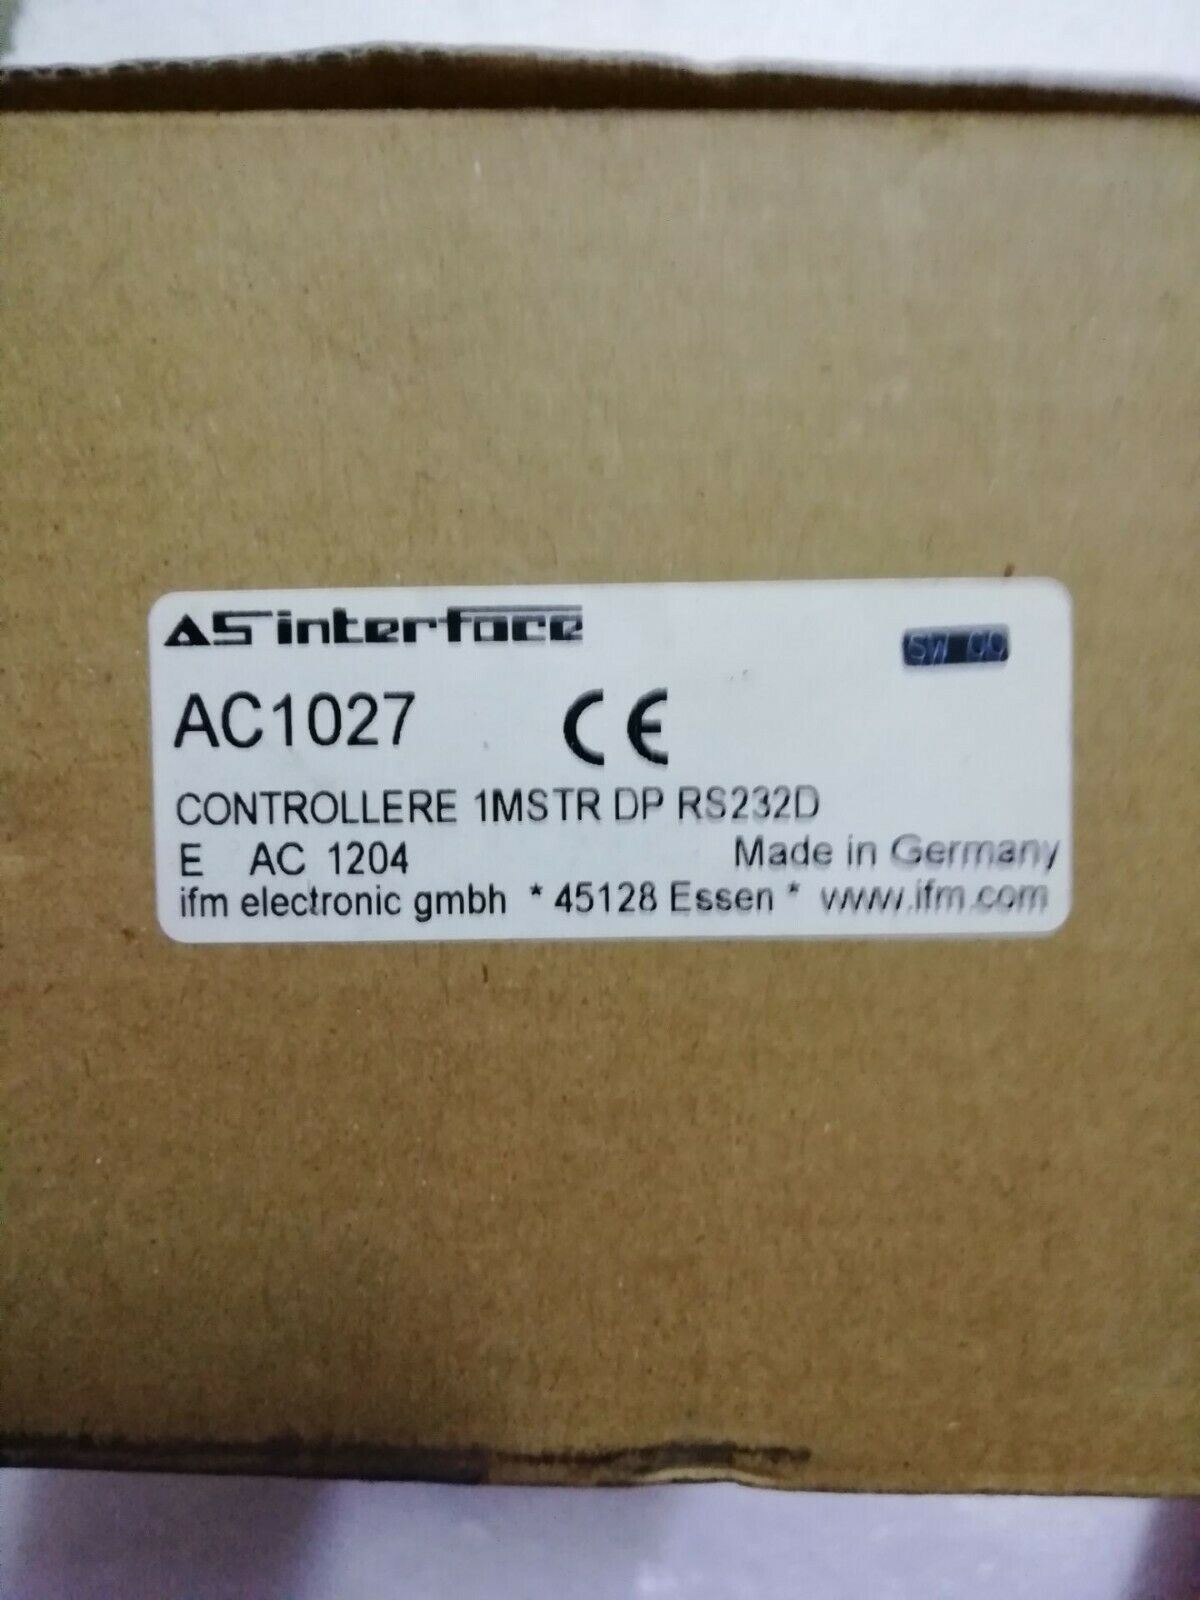 AS interface
SW 00
AC1027 CE
CONTROLLERE 1MSTR DP RS232D
E AC 1204 Made in Germany
ifm electronic gmbh * 45128 Essen * www.ifm.com